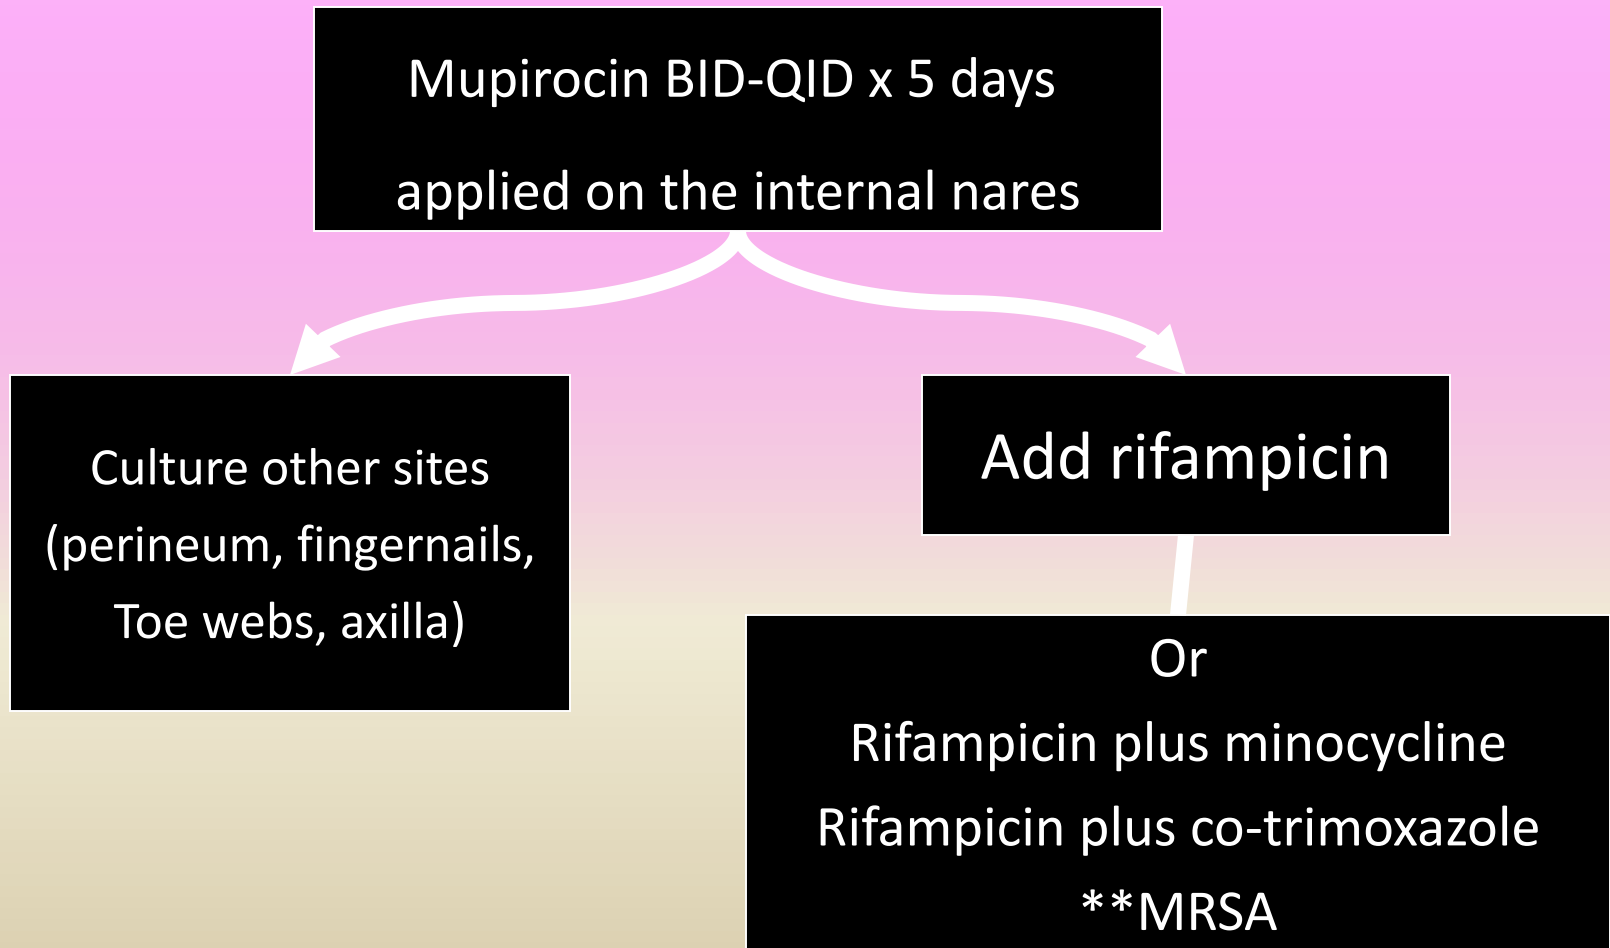 Mupirocin BID-QID x 5 days
applied on the internal nares
Culture other sites
(perineum, fingernails,
Toe webs, axilla)
Add rifampicin
Or
Rifampicin plus minocycline
Rifampicin plus co-trimoxazole
**MRSA